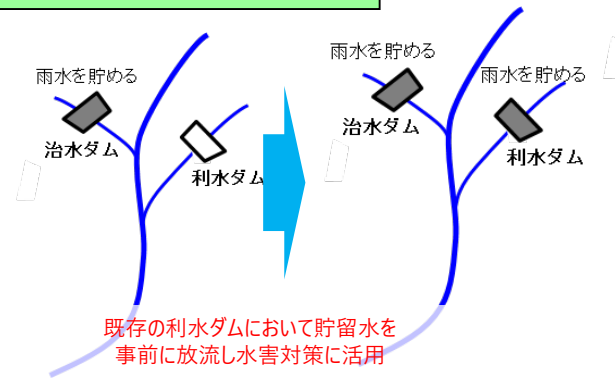 雨水を貯める
治水ダム
利水ダム
雨水を貯める
雨水を貯める
治水ダム
利水ダム
既存の利水ダムにおいて貯留水を
事前に放流し水害対策に活用